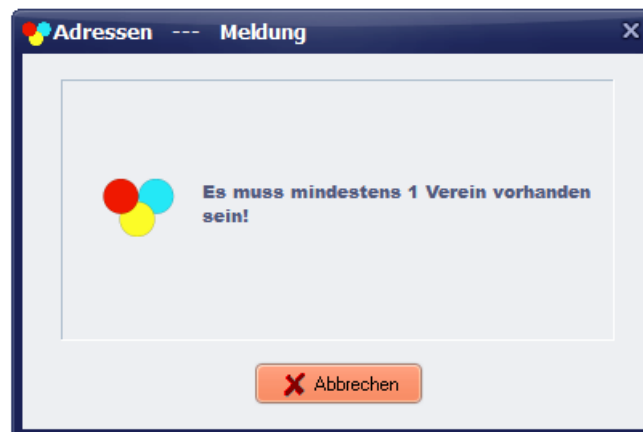 Adressen --- Meldung
Es muss mindestens 1 Verein vorhanden
sein!
Abbrechen